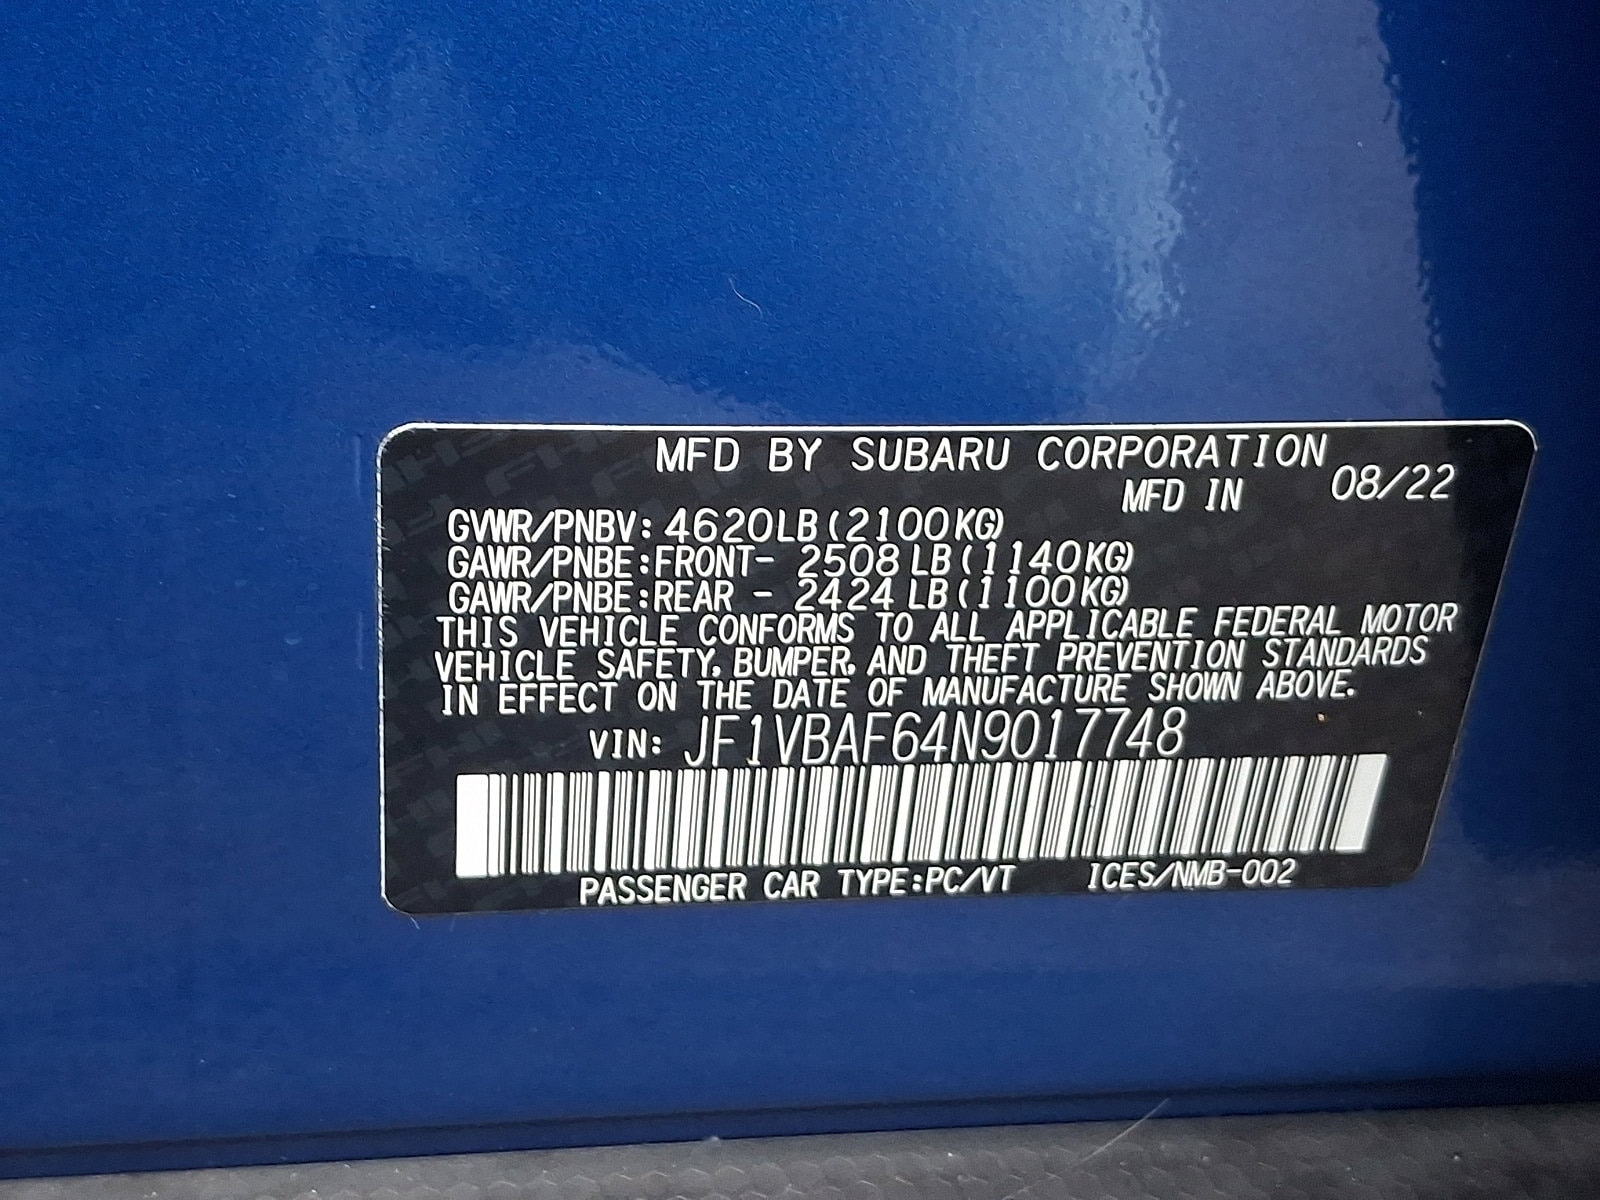 MFD BY SUBARU CORPORATION
MFD IN 08/22
GVWR/PNBV: 4620LB(2100KG)
GAWR/PNBE:FRONT- 2508 LB(1140KG)
GAWR/PNBE:REAR - 2424 LB(1100KG)
THIS VEHICLE CONFORMS TO ALL APPLICABLE FEDERAL MOTOR
VEHICLE SAFETY, BUMPER, AND THEFT PREVENTION STANDARDS
IN EFFECT ON THE DATE OF MANUFACTURE SHOWN ABOVE.
VIN: JF1VBAF64N9017748
PASSENGER CAR TYPE:PC/VT ICES/NMB-002